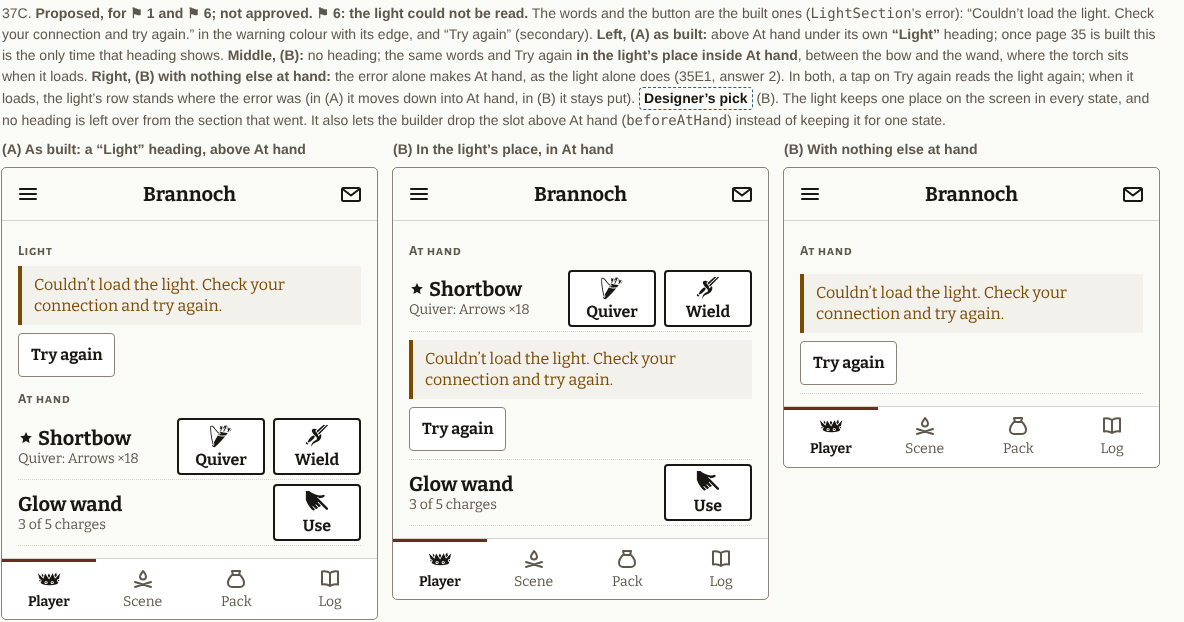 37C. Proposed, for ⚑ 1 and ⚑ 6; not approved. ⚑ 6: the light could not be read. The words and the button are the built ones (LightSection's error): “Couldn’t load the light. Check
your connection and try again.” in the warning colour with its edge, and “Try again” (secondary). Left, (A) as built: above At hand under its own “Light” heading; once page 35 is built this
is the only time that heading shows. Middle, (B): no heading; the same words and Try again in the light’s place inside At hand, between the bow and the wand, where the torch sits
when it loads. Right, (B) with nothing else at hand: the error alone makes At hand, as the light alone does (35E1, answer 2). In both, a tap on Try again reads the light again; when it
loads, the light’s row stands where the error was (in (A) it moves down into At hand, in (B) it stays put). Designer’s pick (B). The light keeps one place on the screen in every state, and
no heading is left over from the section that went. It also lets the builder drop the slot above At hand (beforeAtHand) instead of keeping it for one state.
(A) As built: a “Light” heading, above At hand
Brannoch
Light
Couldn’t load the light. Check your
connection and try again.
Try again
At hand
★ Shortbow
Quiver: Arrows ×18
Quiver
Wield
Glow wand
3 of 5 charges
Use
Player
Scene
Pack
Log
(B) In the light’s place, in At hand
Brannoch
At hand
★ Shortbow
Quiver: Arrows ×18
Quiver
Wield
Couldn’t load the light. Check your
connection and try again.
Try again
Glow wand
3 of 5 charges
Use
Player
Scene
Pack
Log
(B) With nothing else at hand
Brannoch
At hand
Couldn’t load the light. Check your
connection and try again.
Try again
Player
Scene
Pack
Log